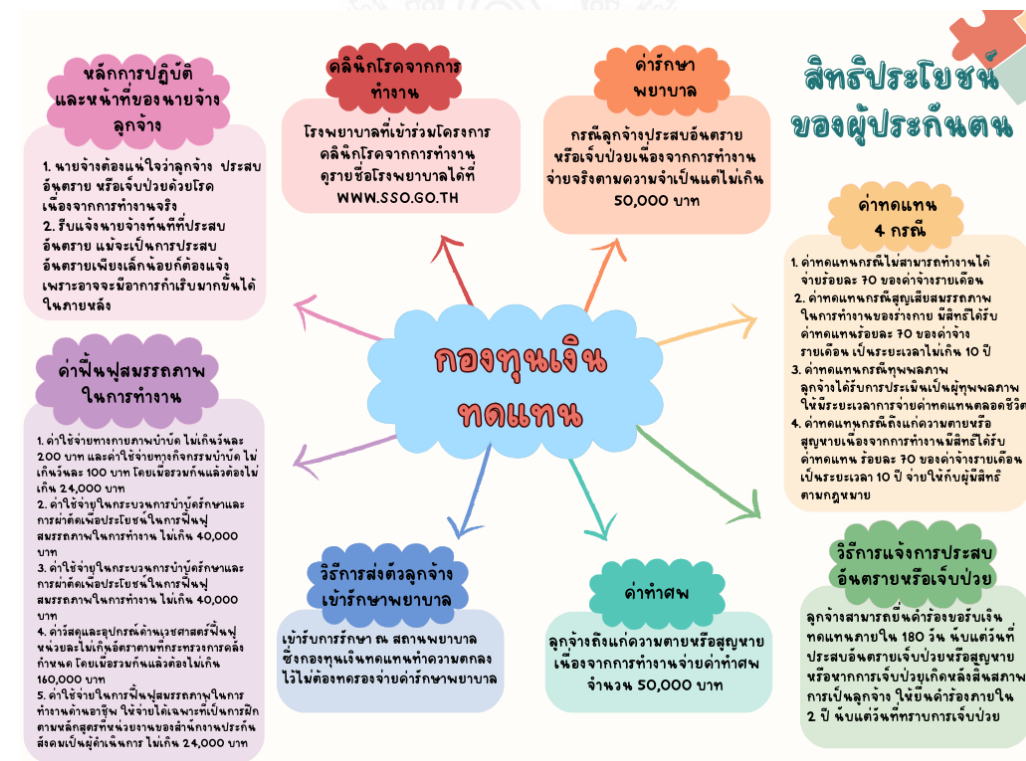 สิทธิประโยชน์
ของผู้ประกันตน
กองทุนเงิน
ทดแทน
หลักการปฏิบัติ
และหน้าที่ของนายจ้าง
ลูกจ้าง
1. นายจ้างต้องแน่ใจว่าลูกจ้าง ประสบ
อันตราย หรือเจ็บป่วยด้วยโรค
เนื่องจากการทำงานจริง
2. รีบแจ้งนายจ้างทันทีที่ประสบ
อันตราย แม้จะเป็นการประสบ
อันตรายเพียงเล็กน้อยก็ต้องแจ้ง
เพราะอาจจะมีอาการกำเริบมากขึ้นได้
ในภายหลัง
คลินิกโรคจากการ
ทำงาน
โรงพยาบาลที่เข้าร่วมโครงการ
คลินิกโรคจากการทำงาน
ดูรายชื่อโรงพยาบาลได้ที่
WWW.SSO.GO.TH
ค่ารักษา
พยาบาล
กรณีลูกจ้างประสบอันตราย
หรือเจ็บป่วยเนื่องจากการทำงาน
จ่ายจริงตามความจำเป็นแต่ไม่เกิน
50,000 บาท
ค่าทดแทน
4 กรณี
1. ค่าทดแทนกรณีไม่สามารถทำงานได้
จ่ายร้อยละ 70 ของค่าจ้างรายเดือน
2. ค่าทดแทนกรณีสูญเสียสมรรถภาพ
ในการทำงานของร่างกาย มีสิทธิได้รับ
ค่าทดแทนร้อยละ 70 ของค่าจ้าง
รายเดือน เป็นระยะเวลาไม่เกิน 10 ปี
3. ค่าทดแทนกรณีทุพพลภาพ
ลูกจ้างได้รับการประเมินเป็นผู้ทุพพลภาพ
ให้มีระยะเวลาการจ่ายค่าทดแทนตลอดชีวิต
4. ค่าทดแทนกรณีถึงแก่ความตายหรือ
สูญหายเนื่องจากการทำงานมีสิทธิได้รับ
ค่าทดแทน ร้อยละ 70 ของค่าจ้างรายเดือน
เป็นระยะเวลา 10 ปี จ่ายให้กับผู้มีสิทธิ
ตามกฎหมาย
ค่าฟื้นฟูสมรรถภาพ
ในการทำงาน
1. ค่าใช้จ่ายทางกายภาพบำบัด ไม่เกินวันละ
200 บาท และค่าใช้จ่ายทางกิจกรรมบำบัด ไม่
เกินวันละ 100 บาท โดยเมื่อรวมกันแล้วต้องไม่
เกิน 24,000 บาท
2. ค่าใช้จ่ายในกระบวนการบำบัดรักษาและ
การผ่าตัดเพื่อประโยชน์ในการฟื้นฟู
สมรรถภาพในการทำงาน ไม่เกิน 40,000
บาท
3. ค่าใช้จ่ายในกระบวนการบำบัดรักษาและ
การผ่าตัดเพื่อประโยชน์ในการฟื้นฟู
สมรรถภาพในการทำงาน ไม่เกิน 40,000
บาท
4. ค่าวัสดุและอุปกรณ์ด้านเวชศาสตร์ฟื้นฟู
หน่วยละไม่เกินอัตราตามที่กระทรวงการคลัง
กำหนด โดยเมื่อรวมกันแล้วต้องไม่เกิน
160,000 บาท
5. ค่าใช้จ่ายในการฟื้นฟูสมรรถภาพในการ
ทำงานด้านอาชีพ ให้จ่ายได้เฉพาะที่เป็นการฝึก
ตามหลักสูตรที่หน่วยงานของสำนักงานประกัน
สังคมเป็นผู้ดำเนินการ ไม่เกิน 24,000 บาท
วิธีการส่งตัวลูกจ้าง
เข้ารักษาพยาบาล
เข้ารับการรักษา ณ สถานพยาบาล
ซึ่งกองทุนเงินทดแทนทำความตกลง
ไว้ไม่ต้องทดรองจ่ายค่ารักษาพยาบาล
ค่าทำศพ
ลูกจ้างถึงแก่ความตายหรือสูญหาย
เนื่องจากการทำงานจ่ายค่าทำศพ
จำนวน 50,000 บาท
วิธีการแจ้งการประสบ
อันตรายหรือเจ็บป่วย
ลูกจ้างสามารถยื่นคำร้องขอรับเงิน
ทดแทนภายใน 180 วัน นับแต่วันที่
ประสบอันตรายเจ็บป่วยหรือสูญหาย
หรือหากการเจ็บป่วยเกิดหลังสิ้นสภาพ
การเป็นลูกจ้าง ให้ยื่นคำร้องภายใน
2 ปี นับแต่วันที่ทราบการเจ็บป่วย